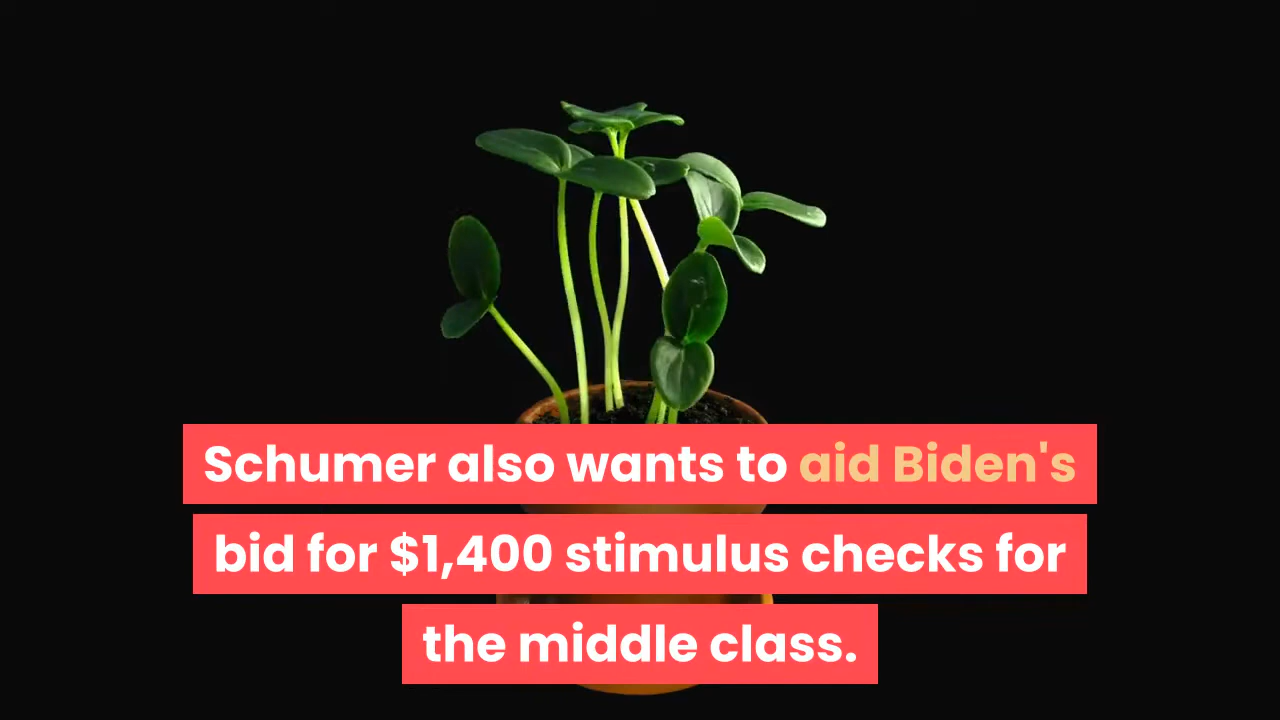 Schumer also wants to aid Biden's
bid for $1,400 stimulus checks for
the middle class.